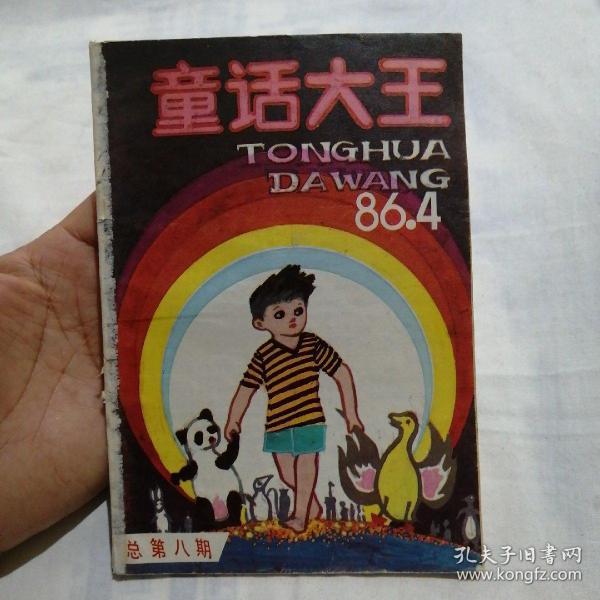 童话大王
TONGHUA
DAWANG
86.4
总第八期
孔夫子旧书网
www.kongfz.com